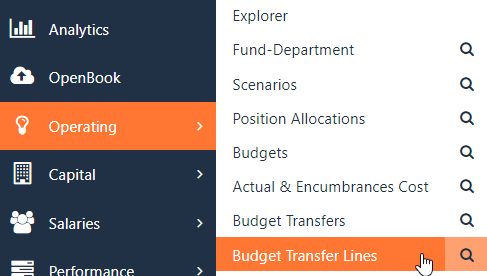 Analytics
OpenBook
Operating
Capital
Salaries
Performance
Explorer
Fund-Department
Scenarios
Position Allocations
Budgets
Actual & Encumbrances Cost
Budget Transfers
Budget Transfer Lines